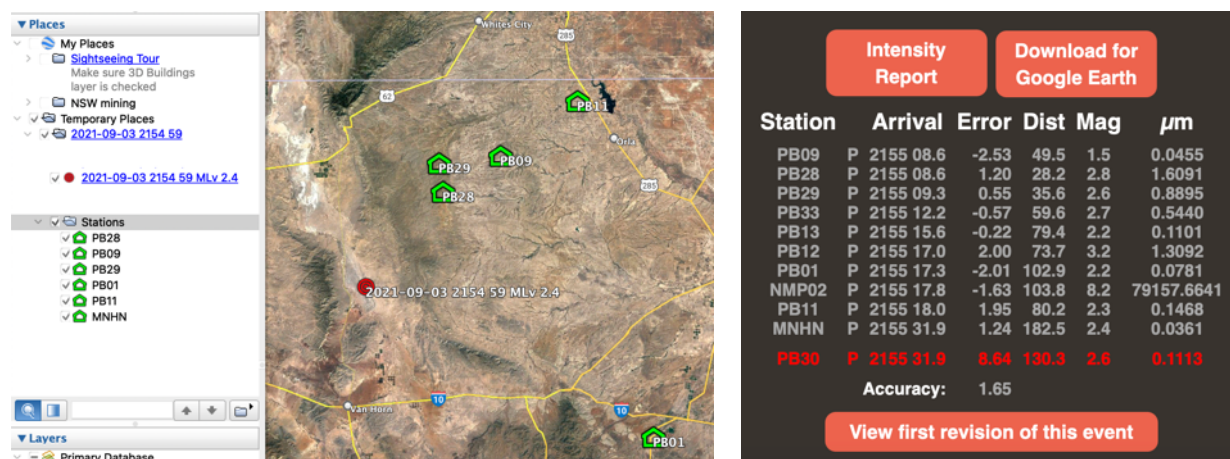 Places
My Places
Sightseeing Tour
Make sure 3D Buildings
layer is checked
NSW mining
Temporary Places
2021-09-03 2154 59
2021-09-03 2154 59 MLv 2.4
Stations
PB28
PB09
PB29
PB01
PB11
MNHN
Layers
Primary Database
Whites City
285
62
PB11
Orla
PB09
PB29
285
PB28
2021-09-03 2154 59 MLv 2.4
Van Horn
10
10
PB01
Intensity
Report
Download for
Google Earth
Station Arrival Error Dist Mag µm
PB09 P 2155 08.6 -2.53 49.5 1.5 0.0455
PB28 P 2155 08.6 1.20 28.2 2.8 1.6091
PB29 P 2155 09.3 0.55 35.6 2.6 0.8895
PB33 P 2155 12.2 -0.57 59.6 2.7 0.5440
PB13 P 2155 15.6 -0.22 79.4 2.2 0.1101
PB12 P 2155 17.0 2.00 73.7 3.2 1.3092
PB01 P 2155 17.3 -2.01 102.9 2.2 0.0781
NMP02 P 2155 17.8 -1.63 103.8 8.2 79157.6641
PB11 P 2155 18.0 1.95 80.2 2.3 0.1468
MNHN P 2155 31.9 1.24 182.5 2.4 0.0361
PB30 P 2155 31.9 8.64 130.3 2.6 0.1113
Accuracy: 1.65
View first revision of this event